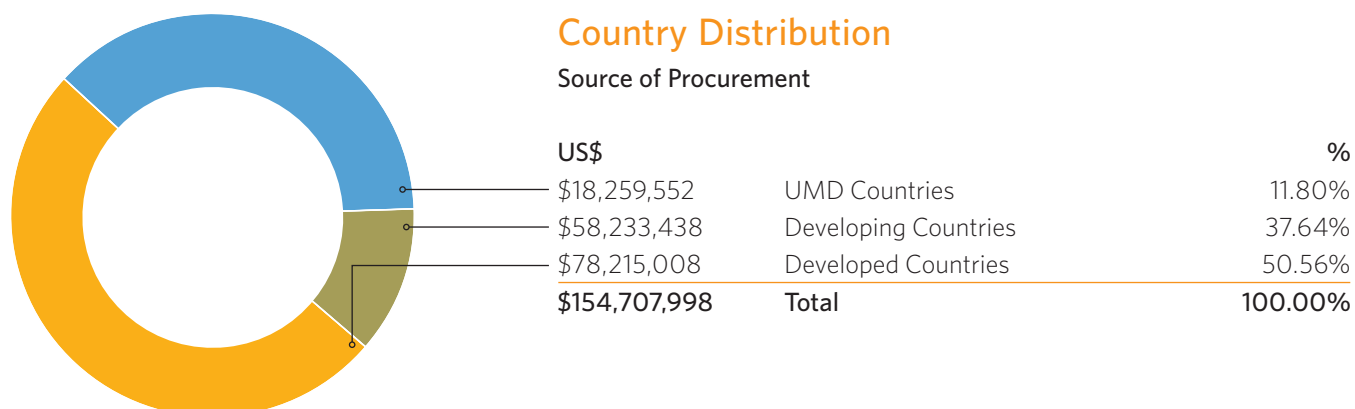 Country Distribution
Source of Procurement
US$ %
$18,259,552 UMD Countries 11.80%
$58,233,438 Developing Countries 37.64%
$78,215,008 Developed Countries 50.56%
$154,707,998 Total 100.00%